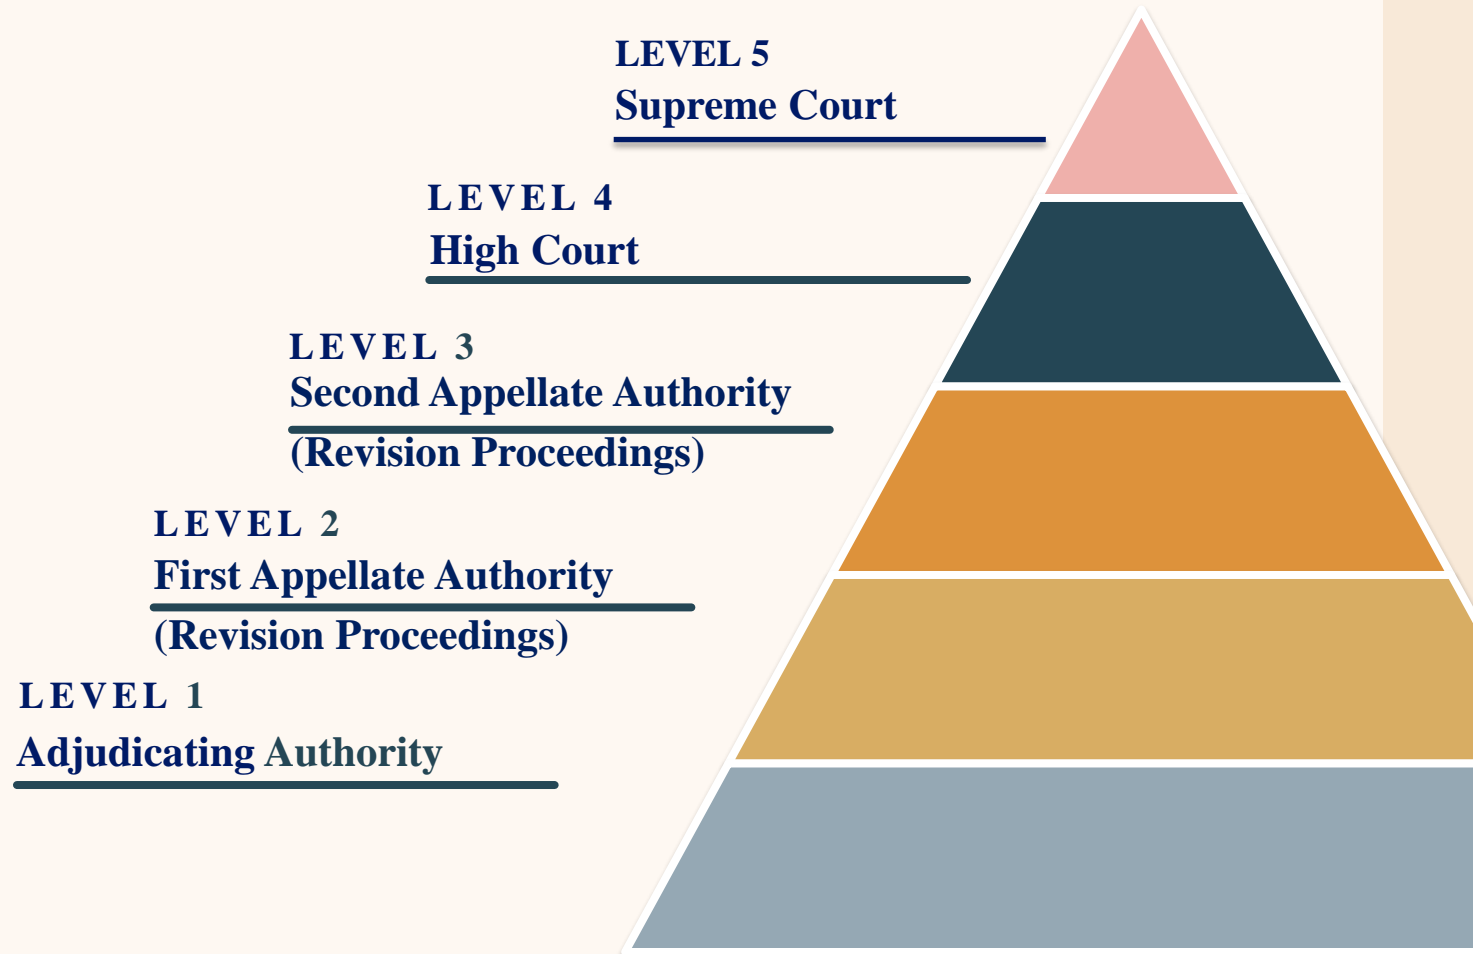 LEVEL 5
Supreme Court
LEVEL 4
High Court
LEVEL 3
Second Appellate Authority
(Revision Proceedings)
LEVEL 2
First Appellate Authority
(Revision Proceedings)
LEVEL 1
Adjudicating Authority